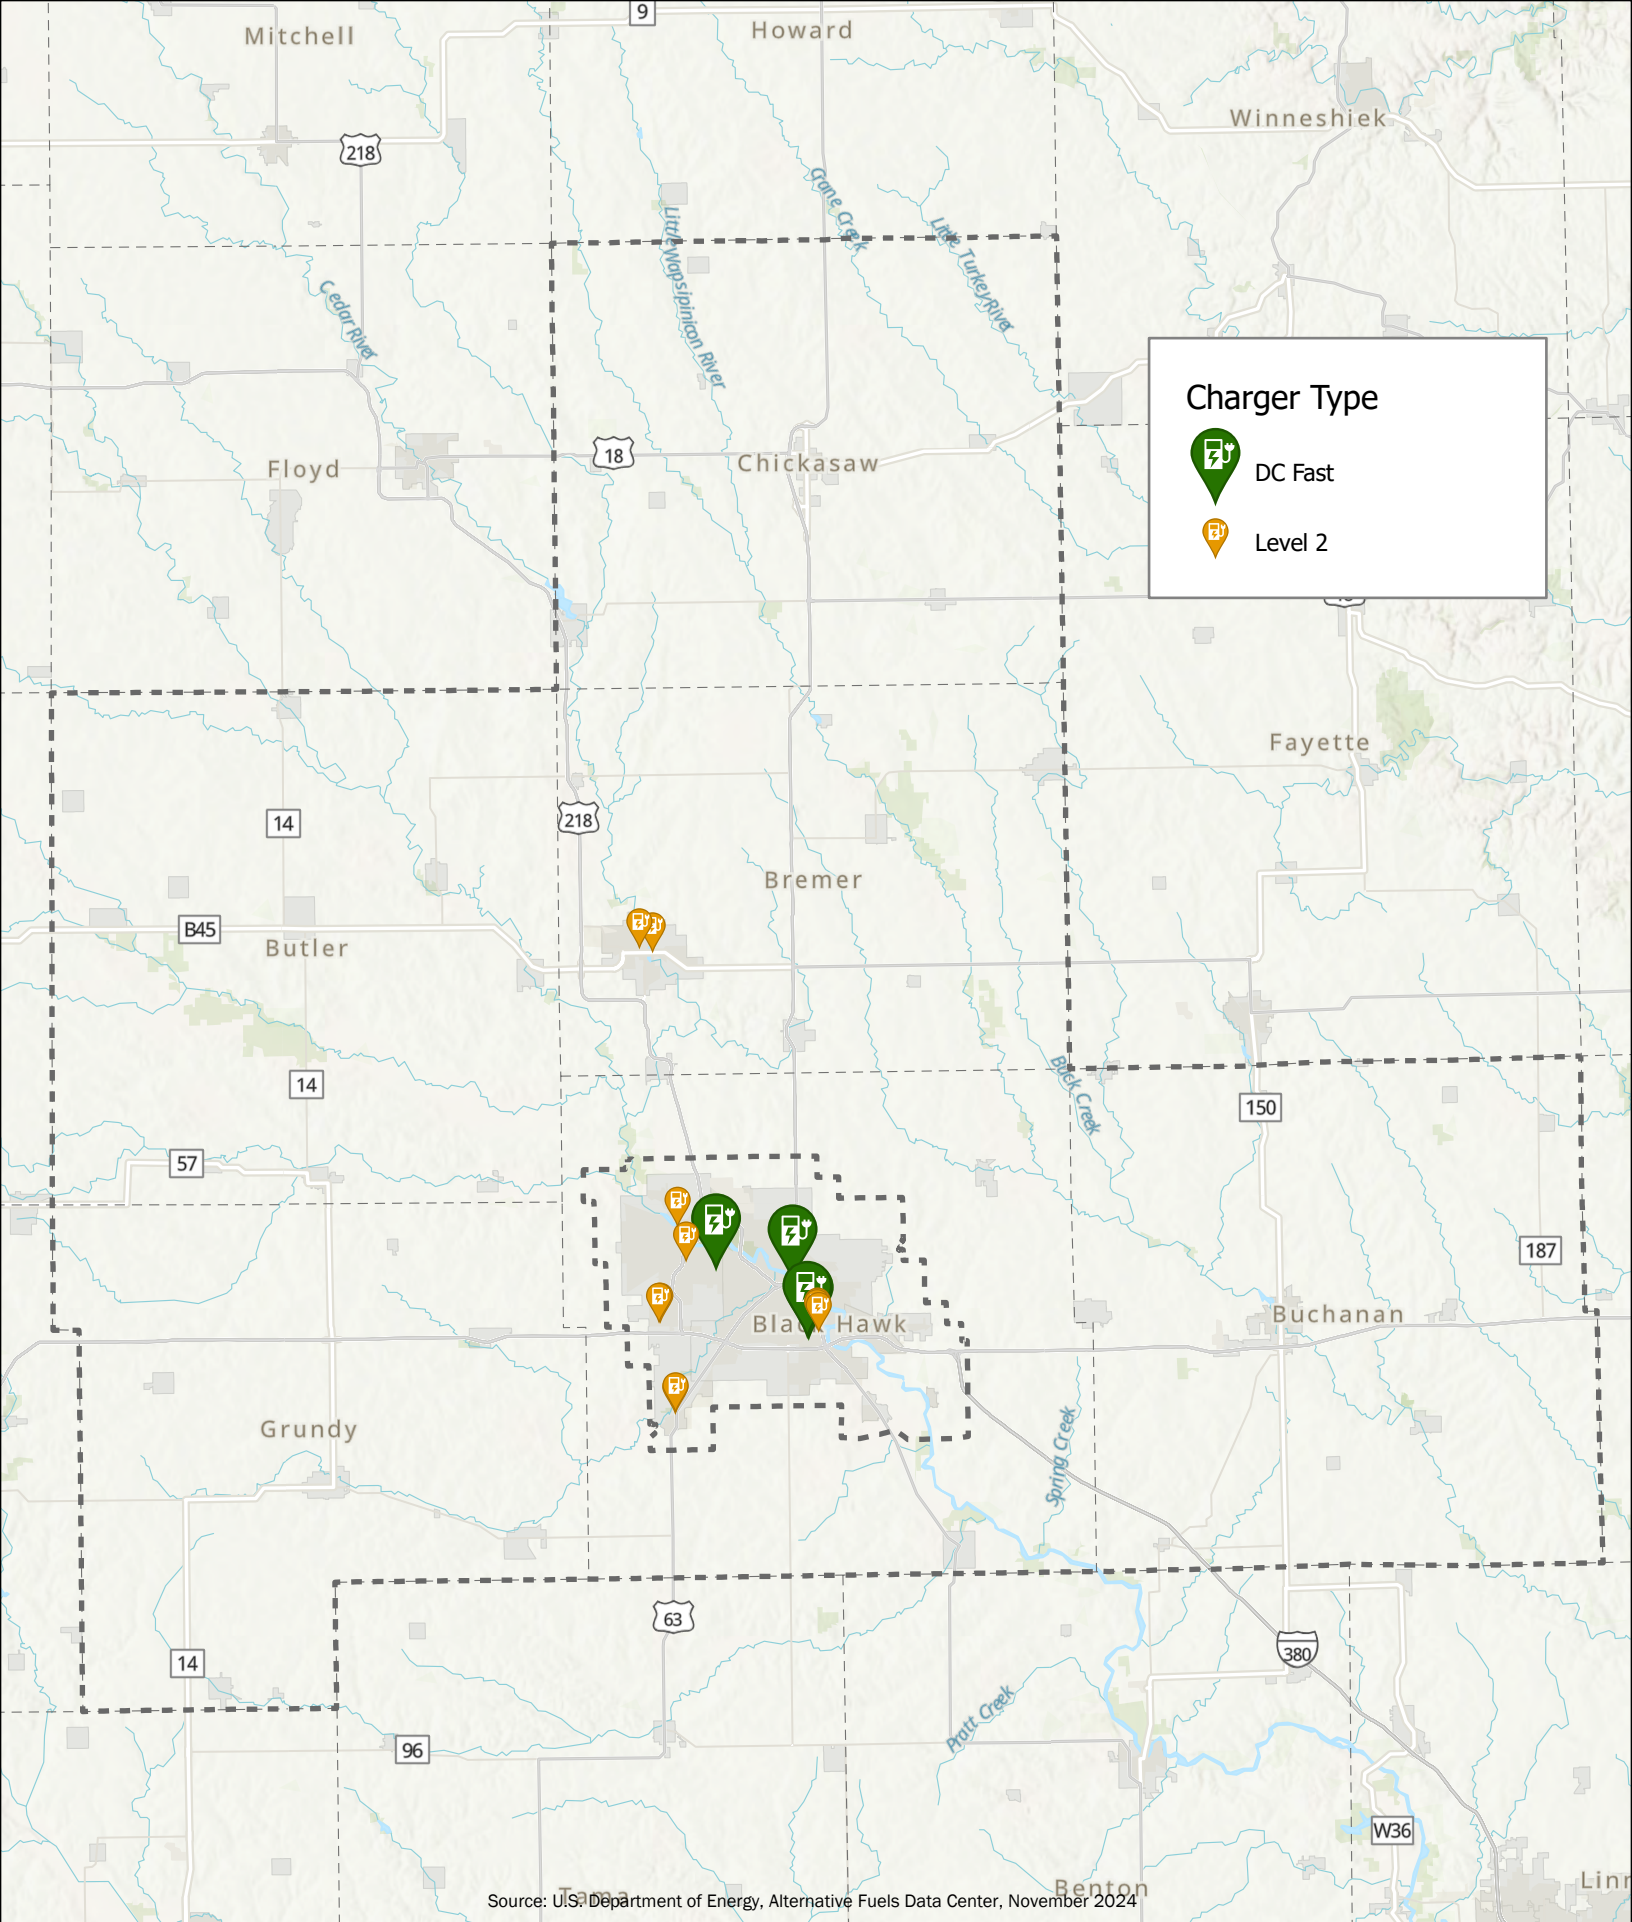 9
Mitchell
Howard
Winneshiek
218
Crane Creek
Little Wapsipinicon River
Little Turkey River
Cedar River
Charger Type
DC Fast
Level 2
18
Chickasaw
Floyd
Fayette
14
218
Bremer
B45
Butler
14
Buck Creek
150
57
187
Black Hawk
Buchanan
Grundy
Spring Creek
63
380
14
Pratt Creek
96
W36
Tama
Benton
Linn
Source: U.S. Department of Energy, Alternative Fuels Data Center, November 2024